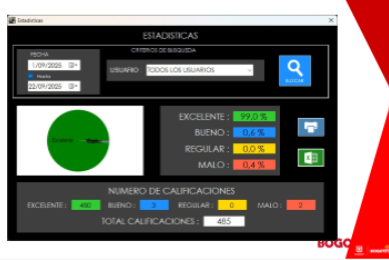 Estadísticas
ESTADISTICAS
FECHA
CRITERIOS DE BUSQUEDA
1/09/2025
Hasta
22/09/2025
USUARIO TODOS LOS USUARIOS
BUSCAR
Excelente
EXCELENTE : 99,0 %
BUENO : 0,6 %
REGULAR : 0,0 %
MALO : 0,4 %
NUMERO DE CALIFICACIONES
EXCELENTE : 480 BUENO : 3 REGULAR : 0 MALO : 2
TOTAL CALIFICACIONES : 485